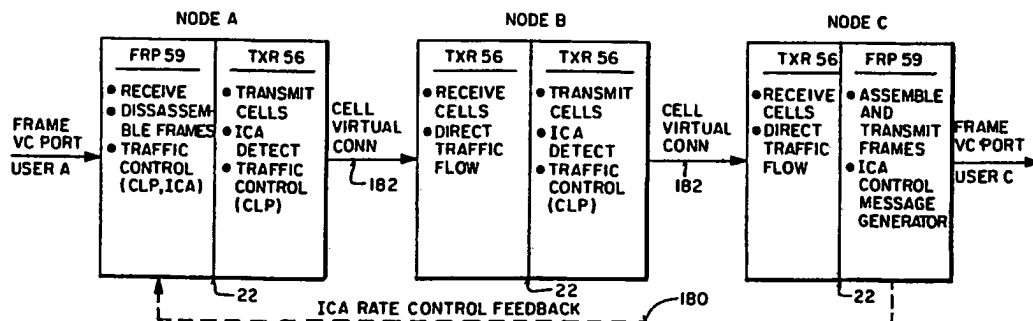 NODE A
FRP 59
• RECEIVE
• DISSASSEM-
BLE FRAMES
• TRAFFIC
CONTROL
(CLP, ICA)
TXR 56
• TRANSMIT
CELLS
• ICA
DETECT
• TRAFFIC
CONTROL
(CLP)
FRAME
VC PORT
USER A
22
CELL
VIRTUAL
CONN
182
NODE B
TXR 56
• RECEIVE
CELLS
• DIRECT
TRAFFIC
FLOW
TXR 56
• TRANSMIT
CELLS
• ICA
DETECT
• TRAFFIC
CONTROL
(CLP)
22
CELL
VIRTUAL
CONN
182
NODE C
TXR 56
• RECEIVE
CELLS
• DIRECT
TRAFFIC
FLOW
FRP 59
• ASSEMBLE
AND
TRANSMIT
FRAMES
• ICA
CONTROL
MESSAGE
GENERATOR
22
FRAME
VC PORT
USER C
ICA RATE CONTROL FEEDBACK
180